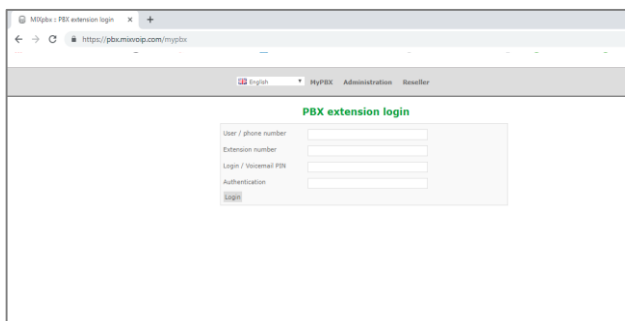 MIXpbx :: PBX extension login
https://pbx.mixvoip.com/mypbx
English MyPBX Administration Reseller
PBX extension login
User / phone number
Extension number
Login / Voicemail PIN
Authentication
Login